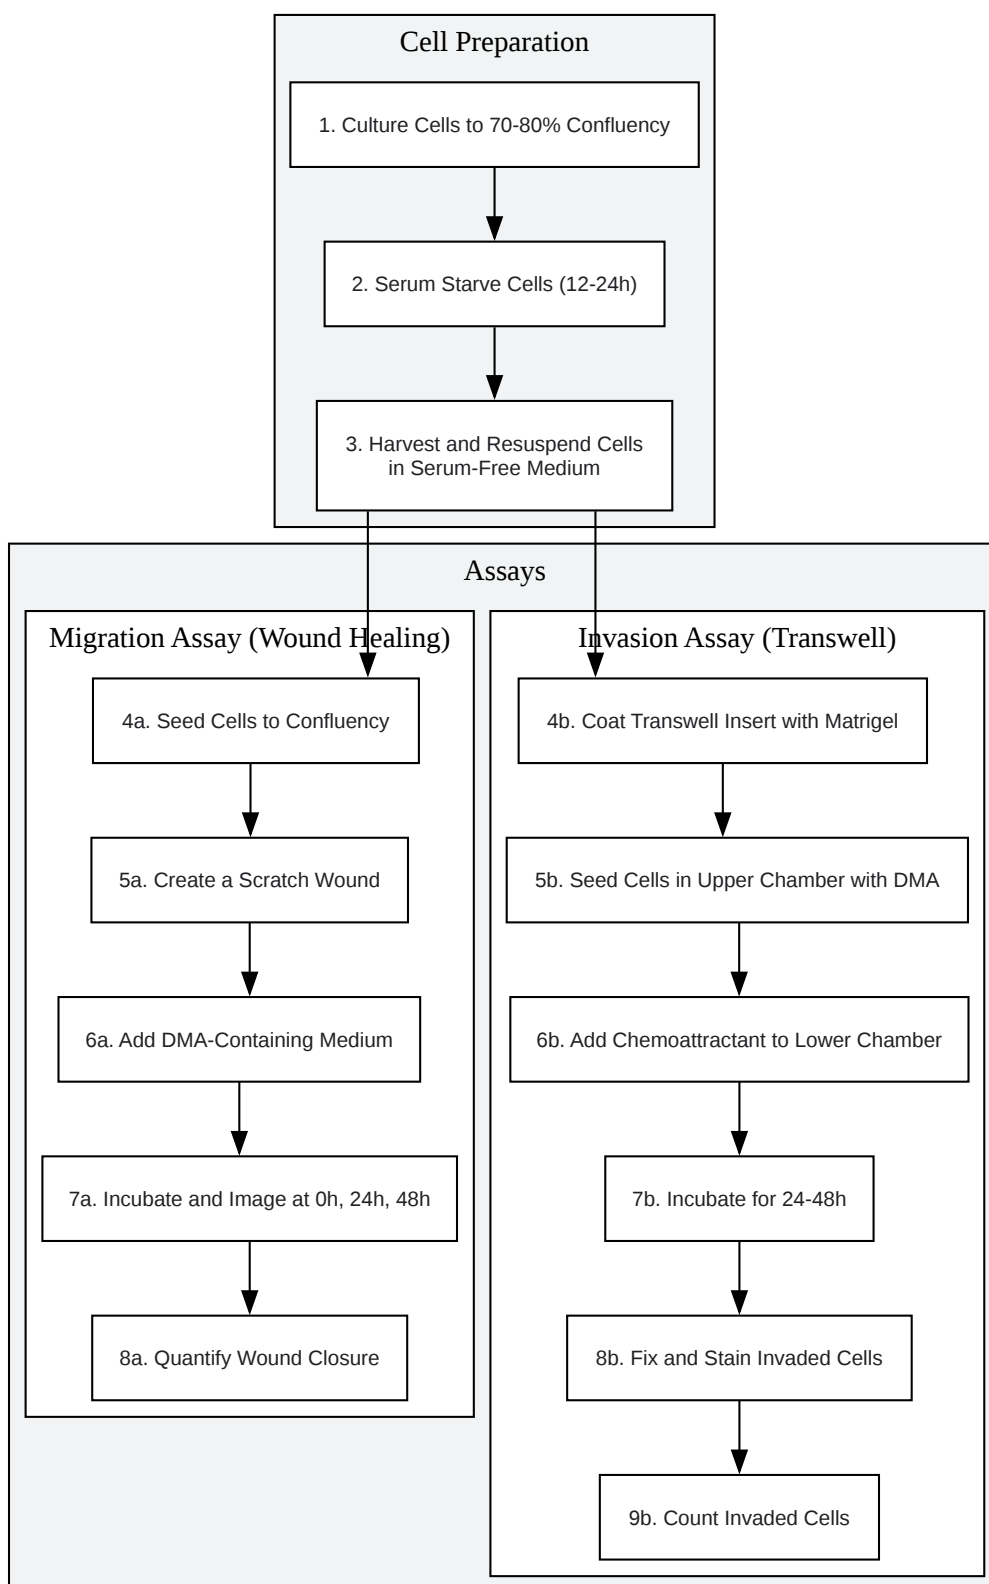 Cell Preparation
1. Culture Cells to 70-80% Confluency
2. Serum Starve Cells (12-24h)
3. Harvest and Resuspend Cells
in Serum-Free Medium
Assays
Migration Assay (Wound Healing)
4a. Seed Cells to Confluency
5a. Create a Scratch Wound
6a. Add DMA-Containing Medium
7a. Incubate and Image at 0h, 24h, 48h
8a. Quantify Wound Closure
Invasion Assay (Transwell)
4b. Coat Transwell Insert with Matrigel
5b. Seed Cells in Upper Chamber with DMA
6b. Add Chemoattractant to Lower Chamber
7b. Incubate for 24-48h
8b. Fix and Stain Invaded Cells
9b. Count Invaded Cells